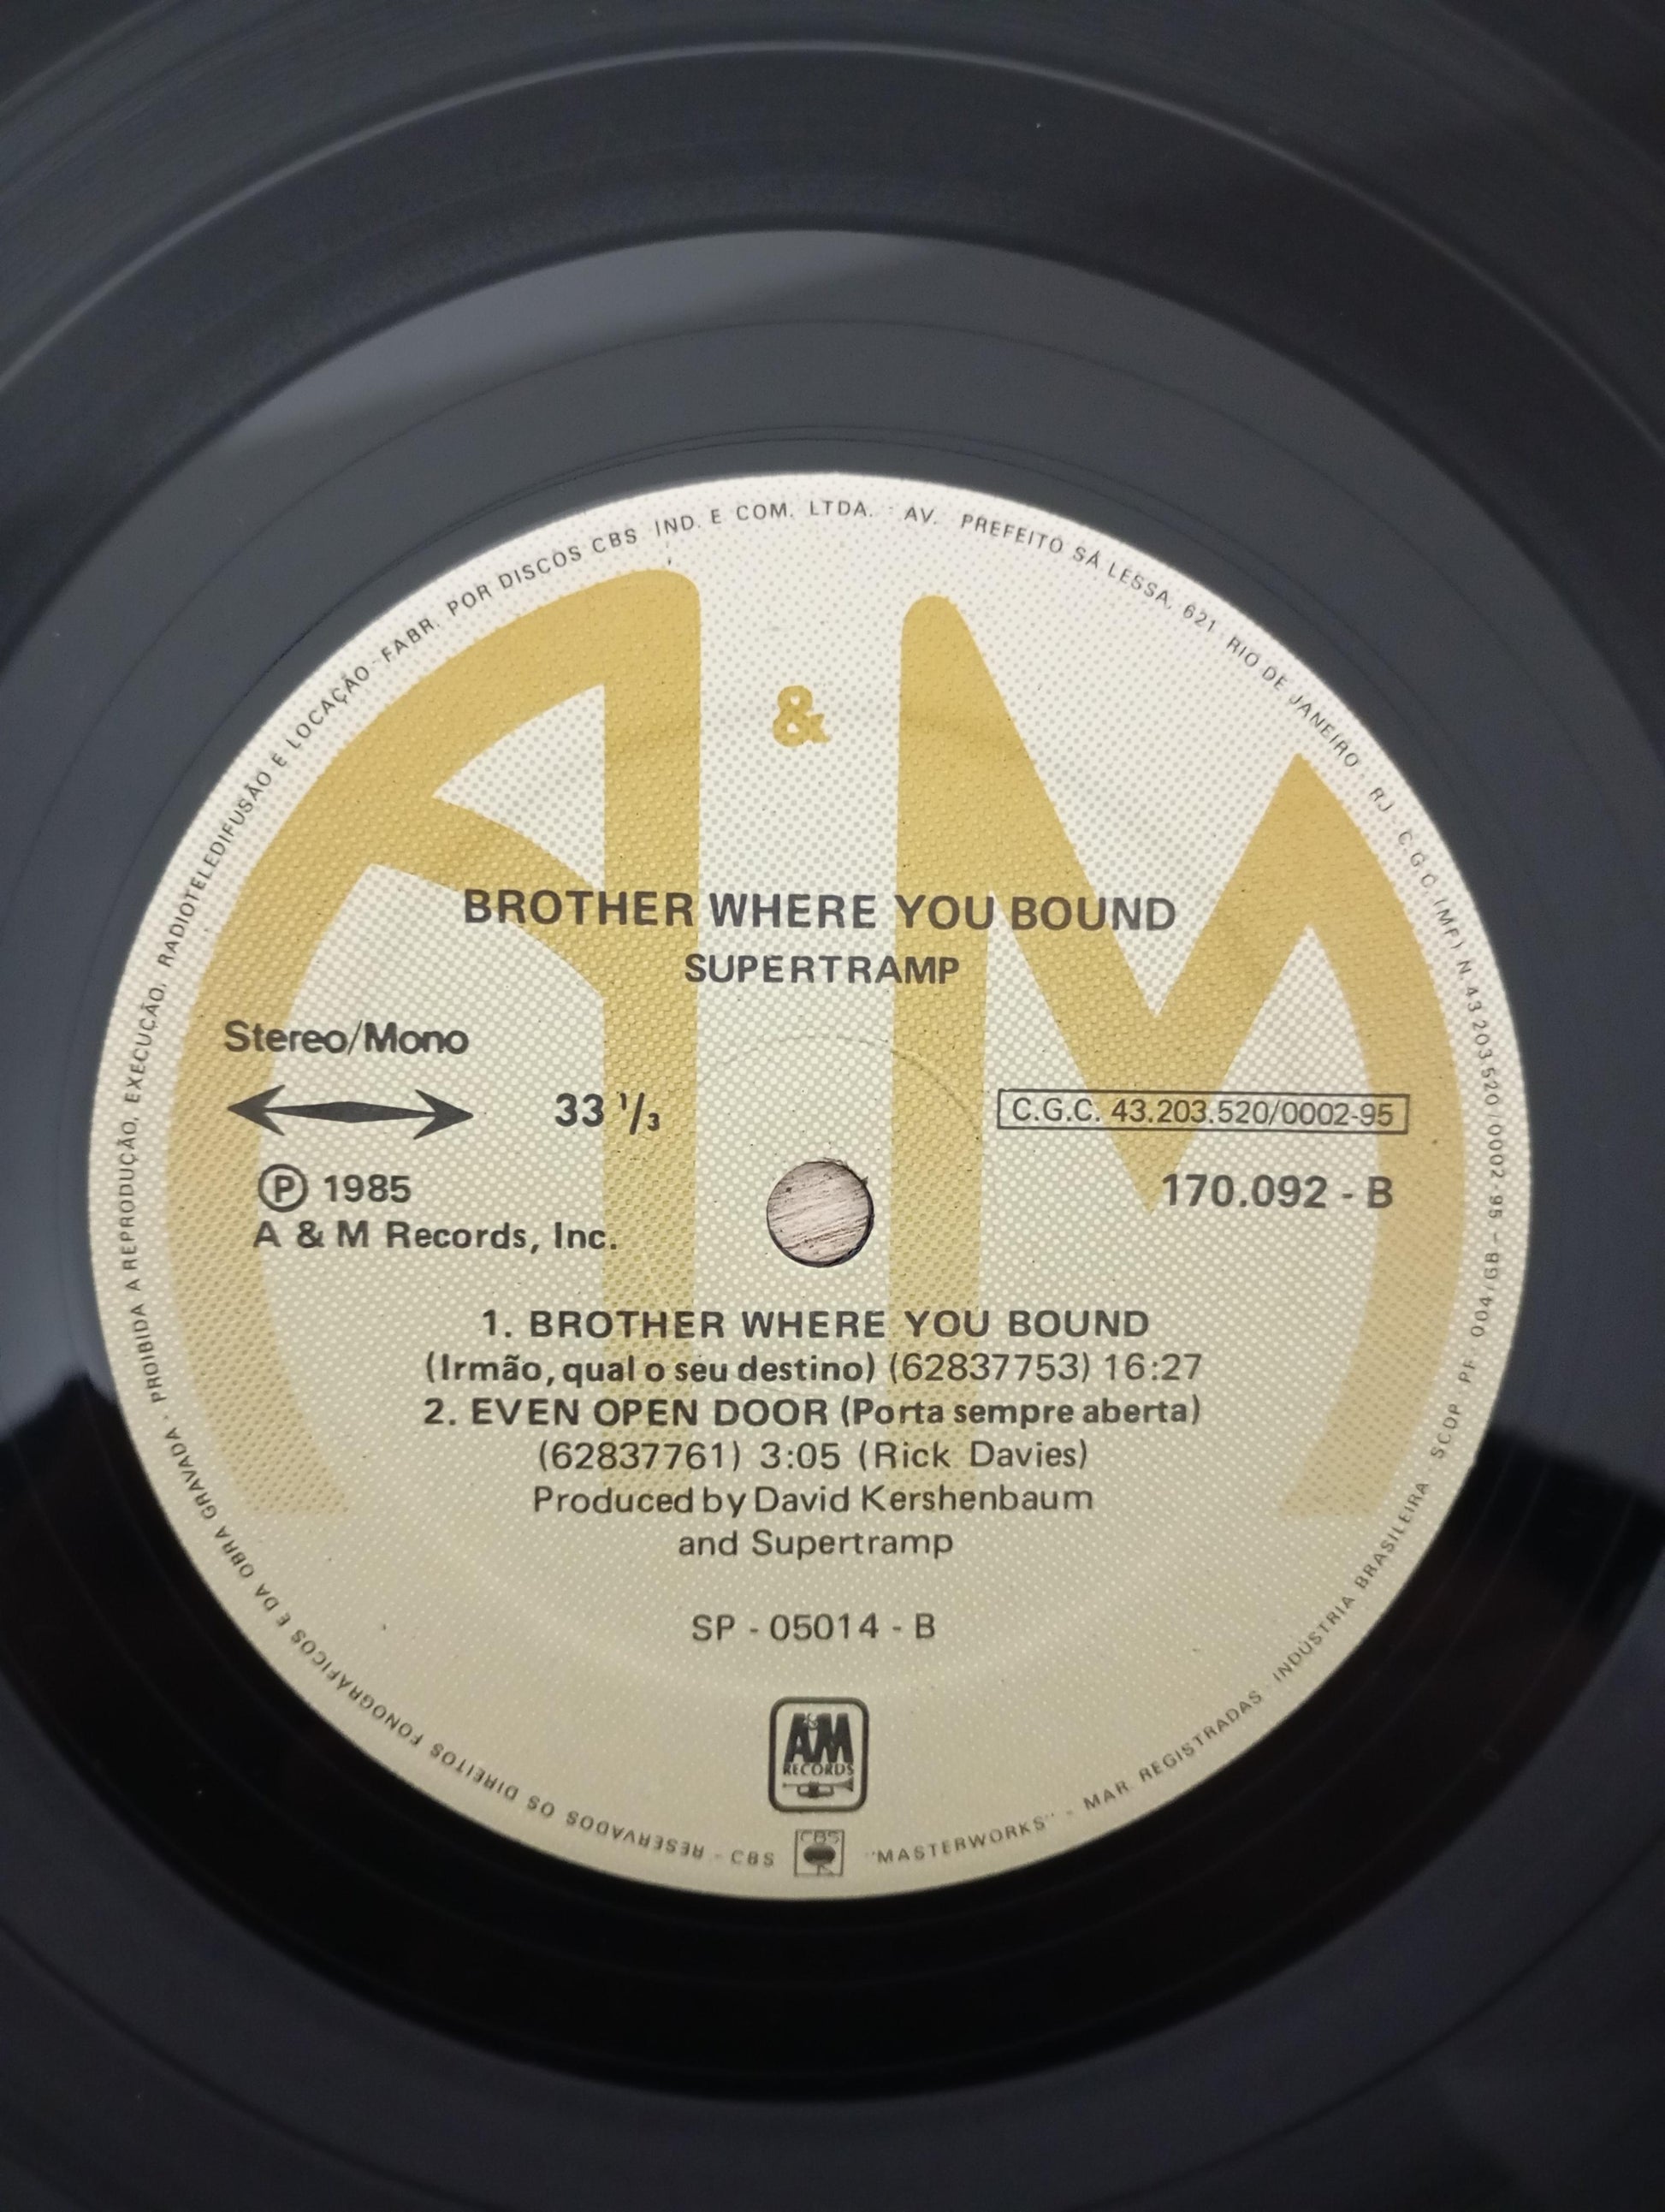 FABR. POR DISCOS CBS IND. E COM. LTDA. - AV. PREFEITO SÁ LESSA, 621 RIO DE JANEIRO - RJ - C.G.C. (MF) N. 43.203.520/0002-95 - SCDP PF 004/GB - INDÚSTRIA BRASILEIRA
&
BROTHER WHERE YOU BOUND
SUPERTRAMP
Stereo/Mono
33 1/3
C.G.C. 43.203.520/0002-95
℗ 1985
170.092 - B
A & M Records, Inc.
1. BROTHER WHERE YOU BOUND
(Irmão, qual o seu destino) (62837753) 16:27
2. EVEN OPEN DOOR (Porta sempre aberta)
(62837761) 3:05 (Rick Davies)
Produced by David Kershenbaum
and Supertramp
SP - 05014 - B
A&M
RECORDS
CBS
- CBS "MASTERWORKS" - MAR. REGISTRADAS
RESERVADOS OS DIREITOS FONOGRÁFICOS E DA OBRA GRAVADA - PROIBIDA A REPRODUÇÃO, EXECUÇÃO, RADIOTELEDIFUSÃO E LOCAÇÃO
A & M